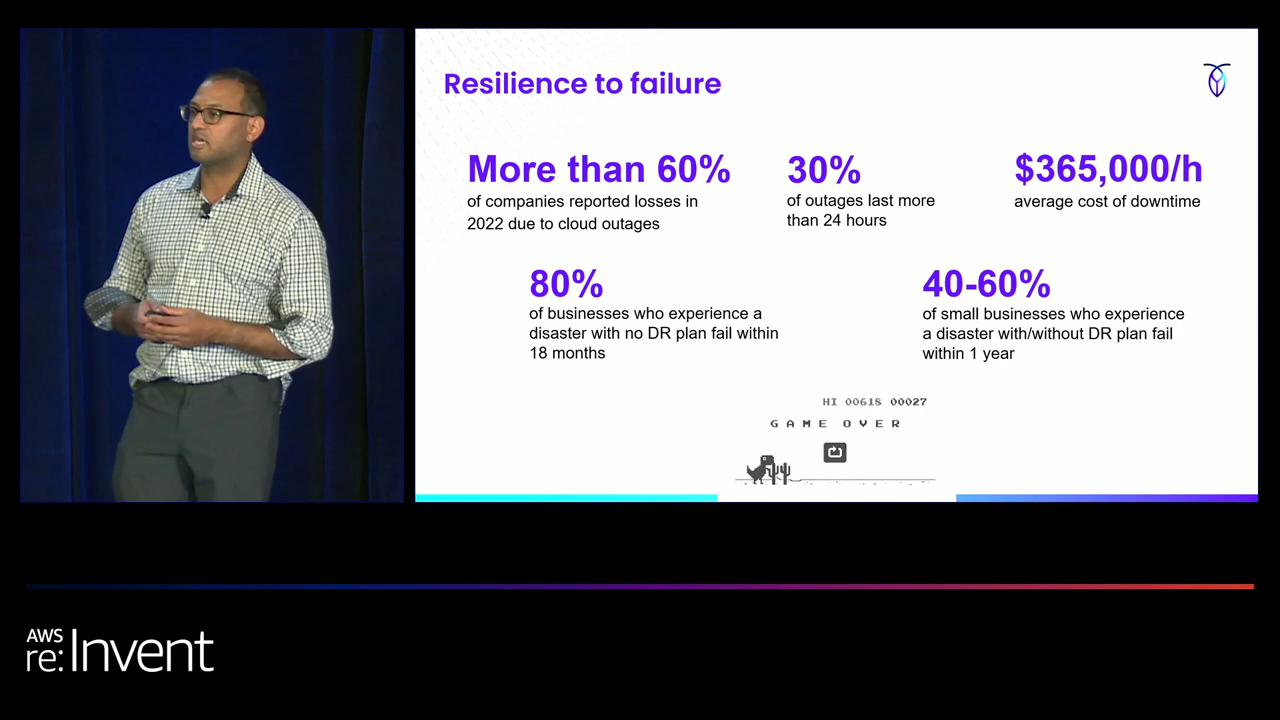 Resilience to failure
More than 60%
of companies reported losses in
2022 due to cloud outages
30%
of outages last more
than 24 hours
$365,000/h
average cost of downtime
80%
of businesses who experience a
disaster with no DR plan fail within
18 months
40-60%
of small businesses who experience
a disaster with/without DR plan fail
within 1 year
HI 00618 00027
GAME OVER
AWS
re:Invent